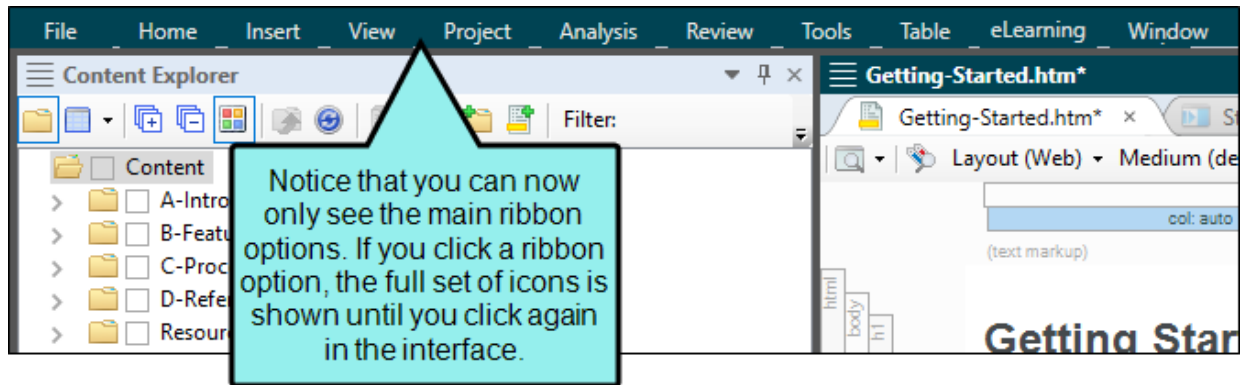 File Home Insert View Project Analysis Review Tools Table eLearning Window
Content Explorer
Getting-Started.htm*
Filter:
Getting-Started.htm*
Layout (Web) Medium (de
Content
A-Intro
B-Featu
C-Proc
D-Refer
Resour
Notice that you can now
only see the main ribbon
options. If you click a ribbon
option, the full set of icons is
shown until you click again
in the interface.
col: auto
(text markup)
html
body
h1
Getting Star